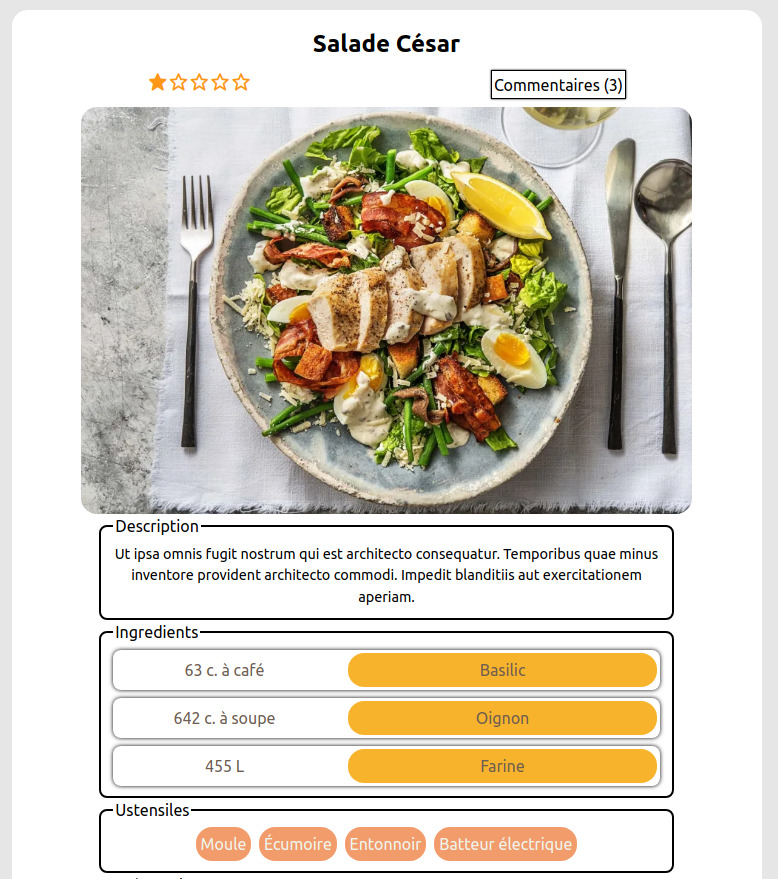 Salade César
Commentaires (3)
Description
Ut ipsa omnis fugit nostrum qui est architecto consequatur. Temporibus quae minus
inventore provident architecto commodi. Impedit blanditiis aut exercitationem
aperiam.
Ingredients
63 c. à café Basilic
642 c. à soupe Oignon
455 L Farine
Ustensiles
Moule Écumoire Entonnoir Batteur électrique